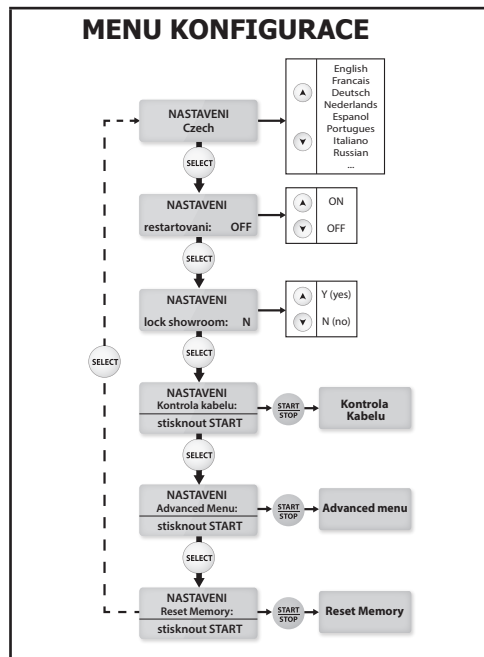 MENU KONFIGURACE
NASTAVENI
Czech
English
Francais
Deutsch
Nederlands
Espanol
Portugues
Italiano
Russian
...
SELECT
NASTAVENI
restartovani: OFF
ON
OFF
SELECT
NASTAVENI
lock showroom: N
Y (yes)
N (no)
SELECT
SELECT
NASTAVENI
Kontrola kabelu:
stisknout START
START
STOP
Kontrola
Kabelu
SELECT
NASTAVENI
Advanced Menu:
stisknout START
START
STOP
Advanced menu
SELECT
NASTAVENI
Reset Memory:
stisknout START
START
STOP
Reset Memory